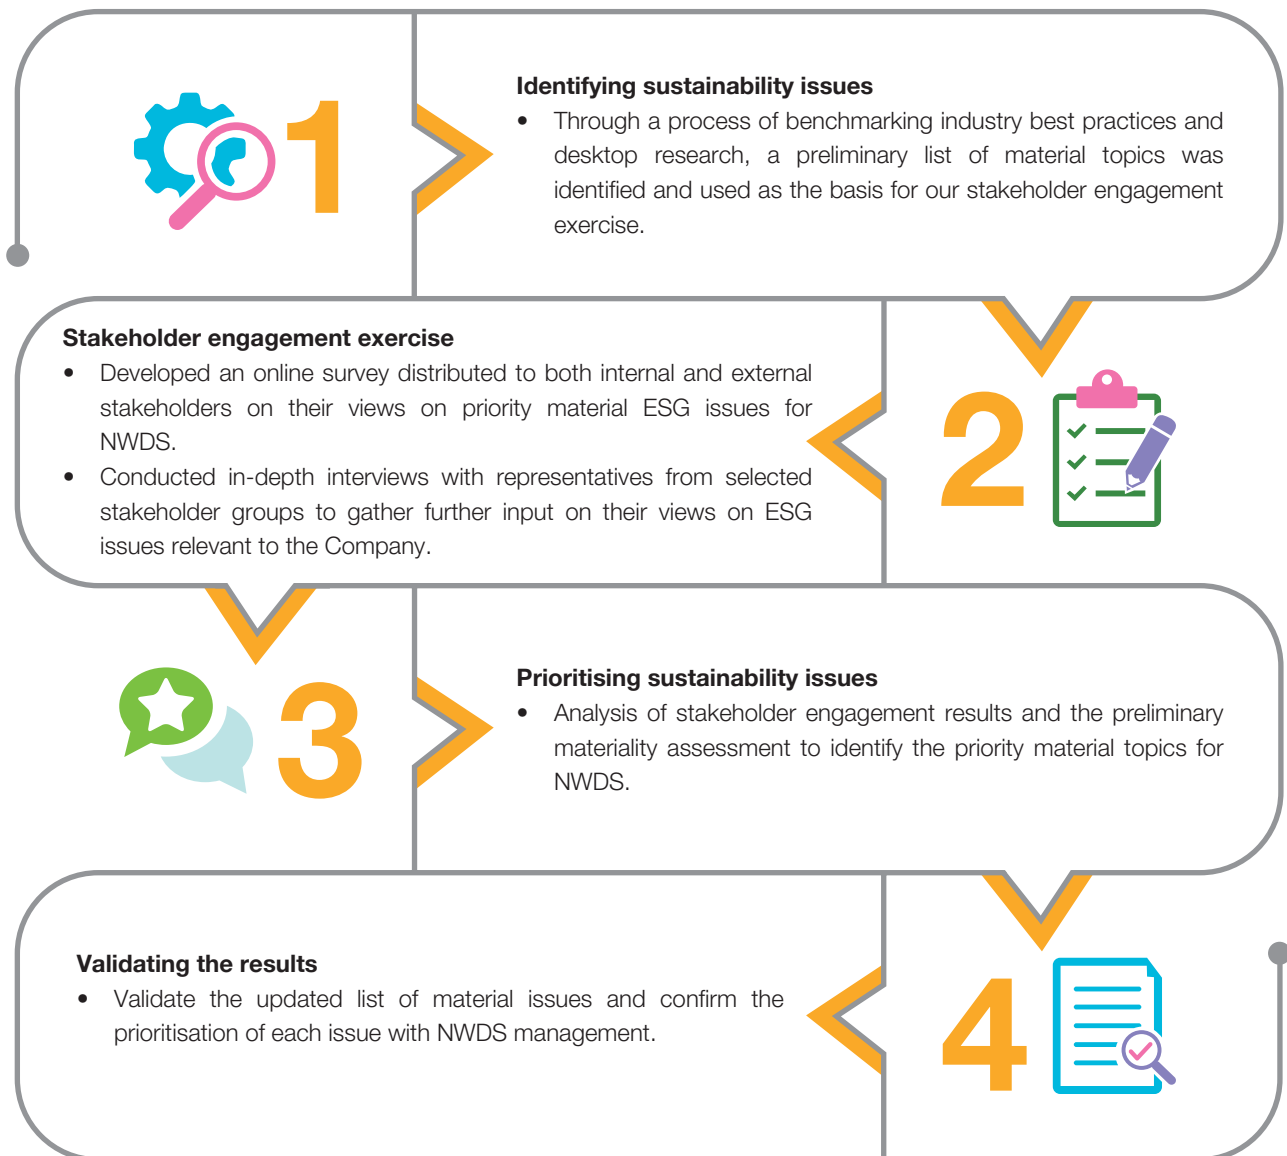 1
Identifying sustainability issues
• Through a process of benchmarking industry best practices and
desktop research, a preliminary list of material topics was
identified and used as the basis for our stakeholder engagement
exercise.
2
Stakeholder engagement exercise
• Developed an online survey distributed to both internal and external
stakeholders on their views on priority material ESG issues for
NWDS.
• Conducted in-depth interviews with representatives from selected
stakeholder groups to gather further input on their views on ESG
issues relevant to the Company.
3
Prioritising sustainability issues
• Analysis of stakeholder engagement results and the preliminary
materiality assessment to identify the priority material topics for
NWDS.
4
Validating the results
• Validate the updated list of material issues and confirm the
prioritisation of each issue with NWDS management.